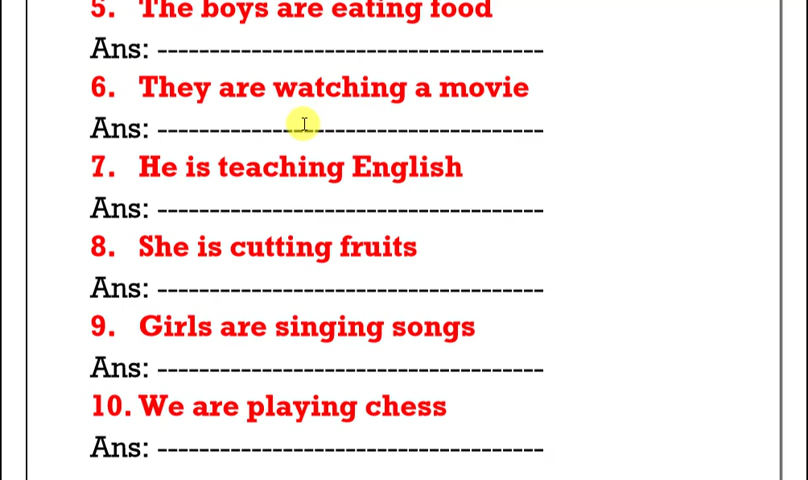 5. The boys are eating food
Ans: -------------------------------------
6. They are watching a movie
Ans: -------------------------------------
7. He is teaching English
Ans: -------------------------------------
8. She is cutting fruits
Ans: -------------------------------------
9. Girls are singing songs
Ans: -------------------------------------
10. We are playing chess
Ans: -------------------------------------